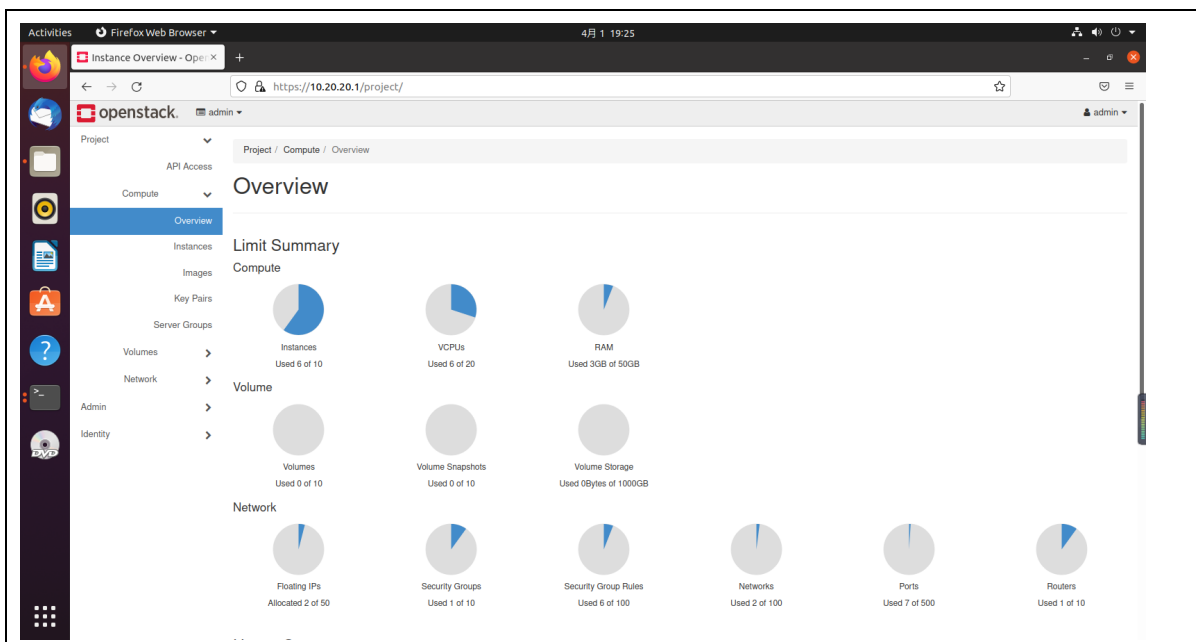 Activities
Firefox Web Browser
4月 1 19:25
Instance Overview - Oper
https://10.20.20.1/project/
openstack.
admin
admin
Project
API Access
Compute
Overview
Instances
Images
Key Pairs
Server Groups
Volumes
Network
Admin
Identity
Project / Compute / Overview
Overview
Limit Summary
Compute
Instances
Used 6 of 10
VCPUs
Used 6 of 20
RAM
Used 3GB of 50GB
Volume
Volumes
Used 0 of 10
Volume Snapshots
Used 0 of 10
Volume Storage
Used 0Bytes of 1000GB
Network
Floating IPs
Allocated 2 of 50
Security Groups
Used 1 of 10
Security Group Rules
Used 6 of 100
Networks
Used 2 of 100
Ports
Used 7 of 500
Routers
Used 1 of 10